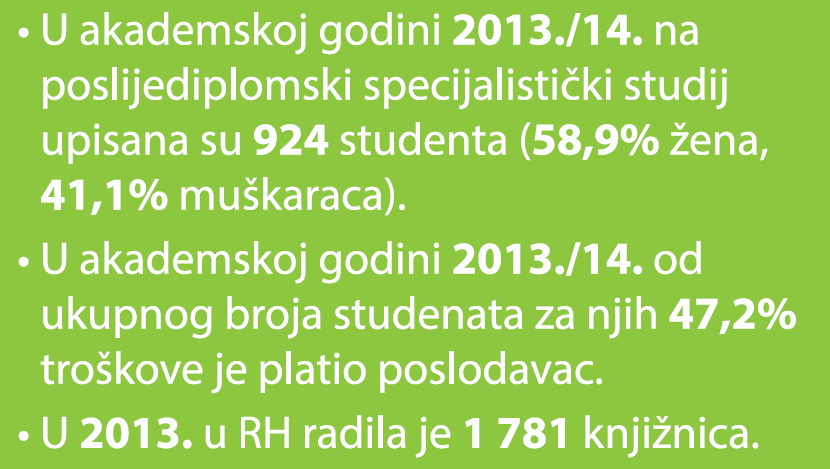 • U akademskoj godini 2013./14. na
poslijediplomski specijalistički studij
upisana su 924 studenta (58,9% žena,
41,1% muškaraca).
• U akademskoj godini 2013./14. od
ukupnog broja studenata za njih 47,2%
troškove je platio poslodavac.
• U 2013. u RH radila je 1 781 knjižnica.